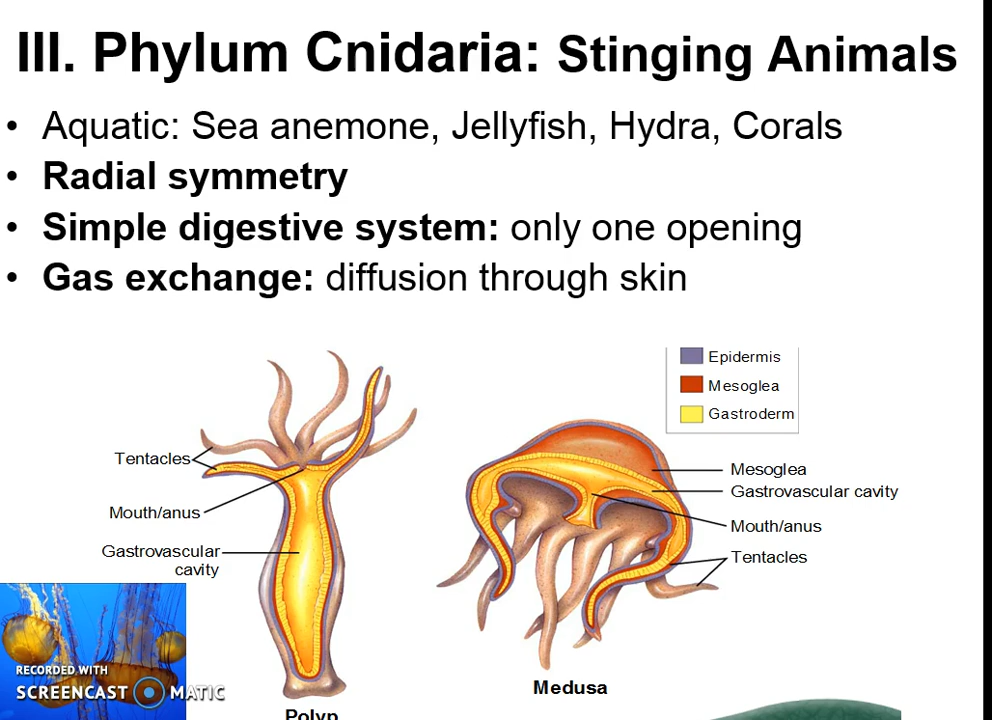 III. Phylum Cnidaria: Stinging Animals
• Aquatic: Sea anemone, Jellyfish, Hydra, Corals
• Radial symmetry
• Simple digestive system: only one opening
• Gas exchange: diffusion through skin
Epidermis
Mesoglea
Gastroderm
Tentacles
Mouth/anus
Gastrovascular
cavity
Polyp
Mesoglea
Gastrovascular cavity
Mouth/anus
Tentacles
Medusa
RECORDED WITH
SCREENCAST MATIC